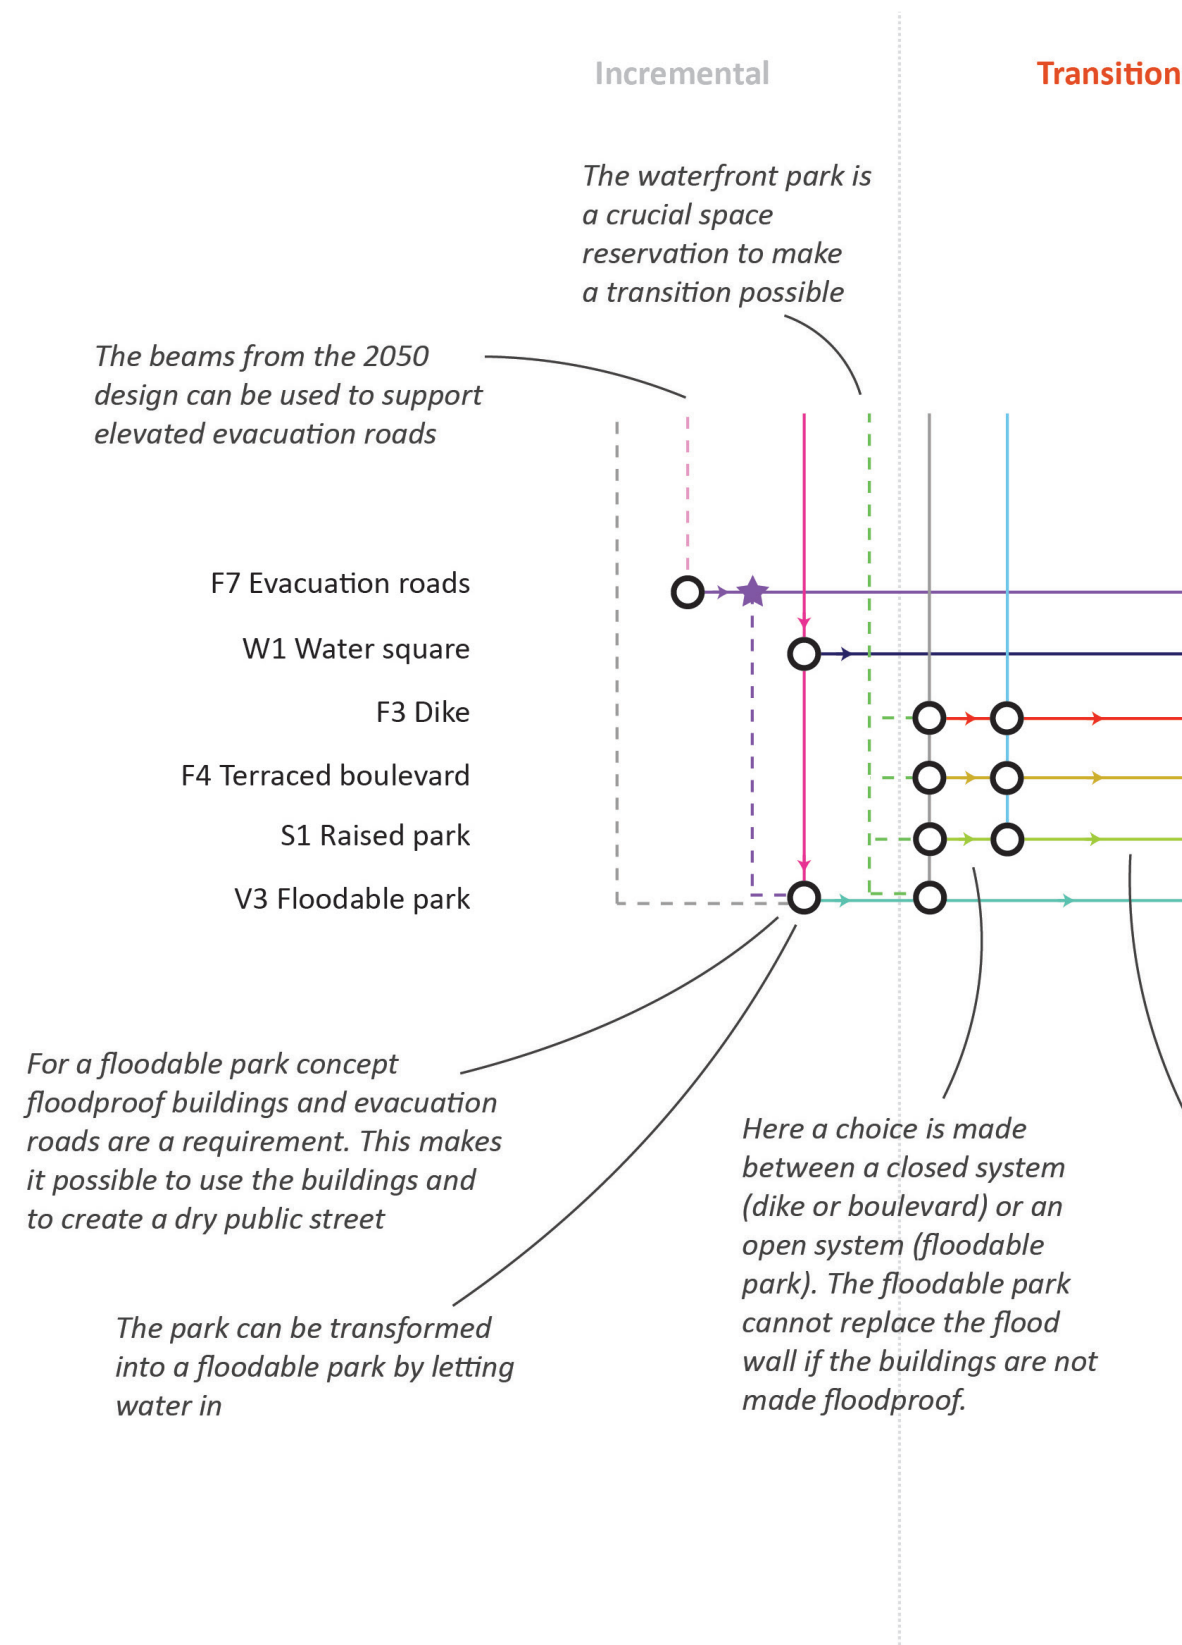 Incremental
Transition
The waterfront park is
a crucial space
reservation to make
a transition possible
The beams from the 2050
design can be used to support
elevated evacuation roads
F7 Evacuation roads
W1 Water square
F3 Dike
F4 Terraced boulevard
S1 Raised park
V3 Floodable park
For a floodable park concept
floodproof buildings and evacuation
roads are a requirement. This makes
it possible to use the buildings and
to create a dry public street
The park can be transformed
into a floodable park by letting
water in
Here a choice is made
between a closed system
(dike or boulevard) or an
open system (floodable
park). The floodable park
cannot replace the flood
wall if the buildings are not
made floodproof.